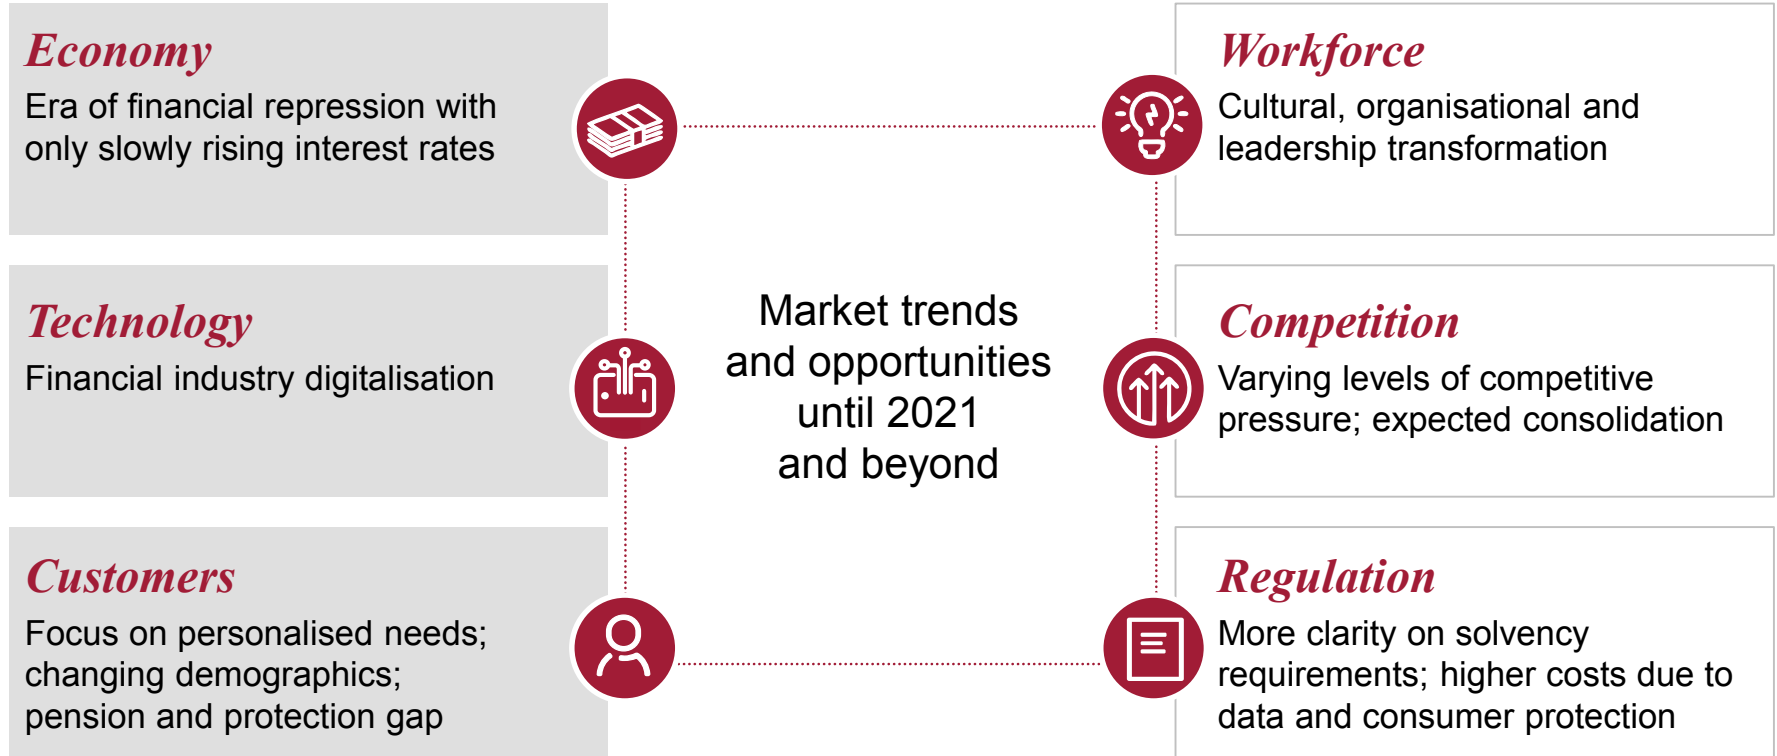 Economy
Era of financial repression with
only slowly rising interest rates
Technology
Financial industry digitalisation
Customers
Focus on personalised needs;
changing demographics;
pension and protection gap
Market trends
and opportunities
until 2021
and beyond
Workforce
Cultural, organisational and
leadership transformation
Competition
Varying levels of competitive
pressure; expected consolidation
Regulation
More clarity on solvency
requirements; higher costs due to
data and consumer protection